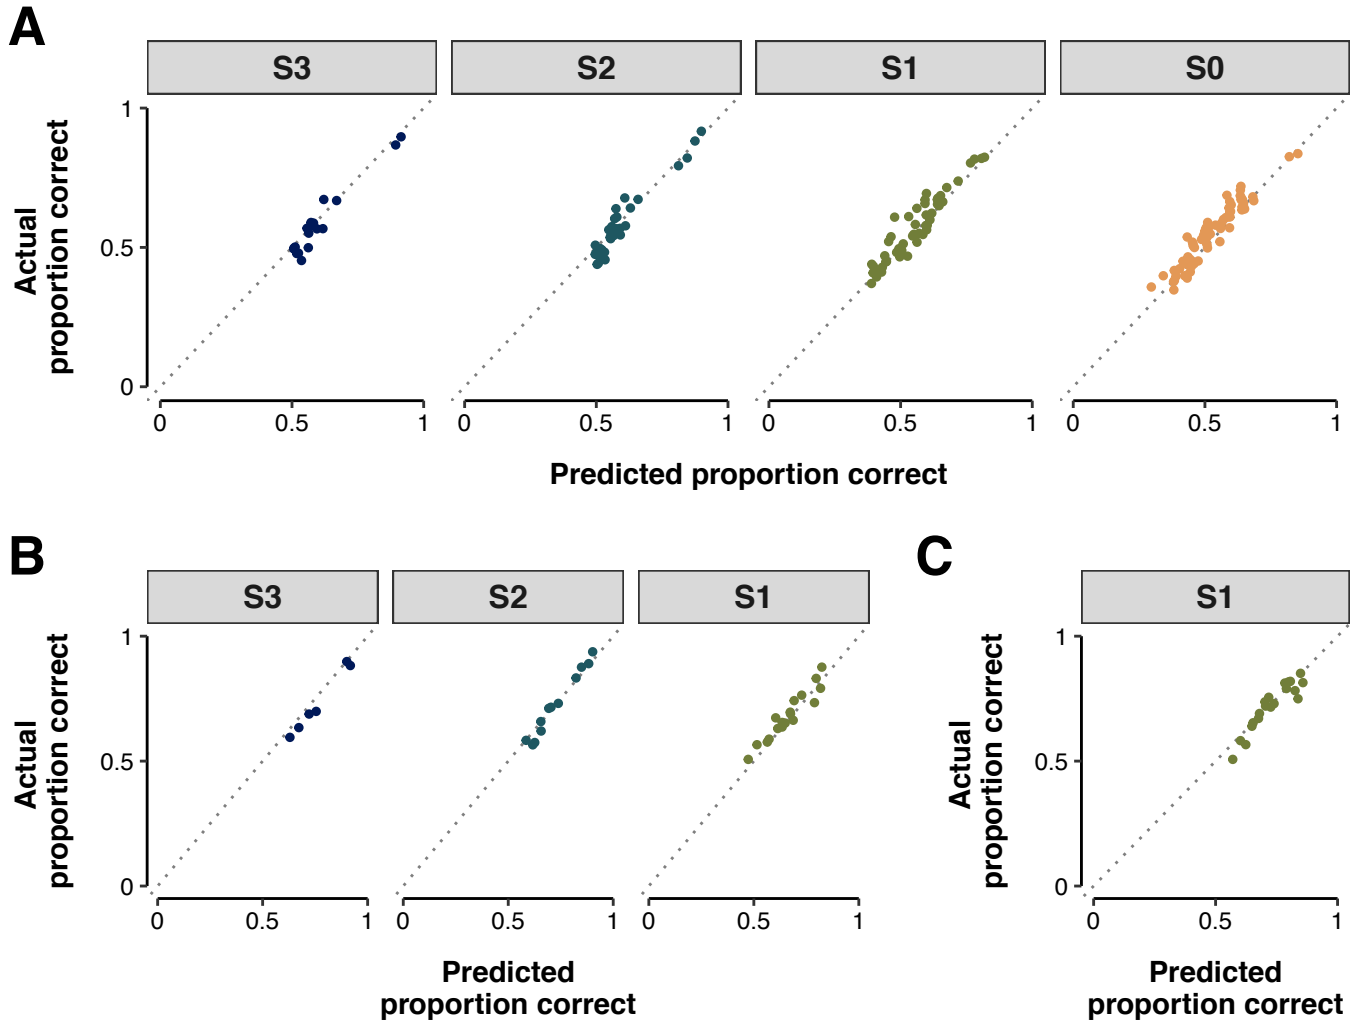 A
S3 S2 S1 S0
Actual
proportion correct
1
0.5
0
0 0.5 1 0 0.5 1 0 0.5 1 0 0.5 1
Predicted proportion correct
B
S3 S2 S1
Actual
proportion correct
1
0.5
0
0 0.5 1 0 0.5 1 0 0.5 1
Predicted
proportion correct
C
S1
Actual
proportion correct
1
0.5
0
0 0.5 1
Predicted
proportion correct